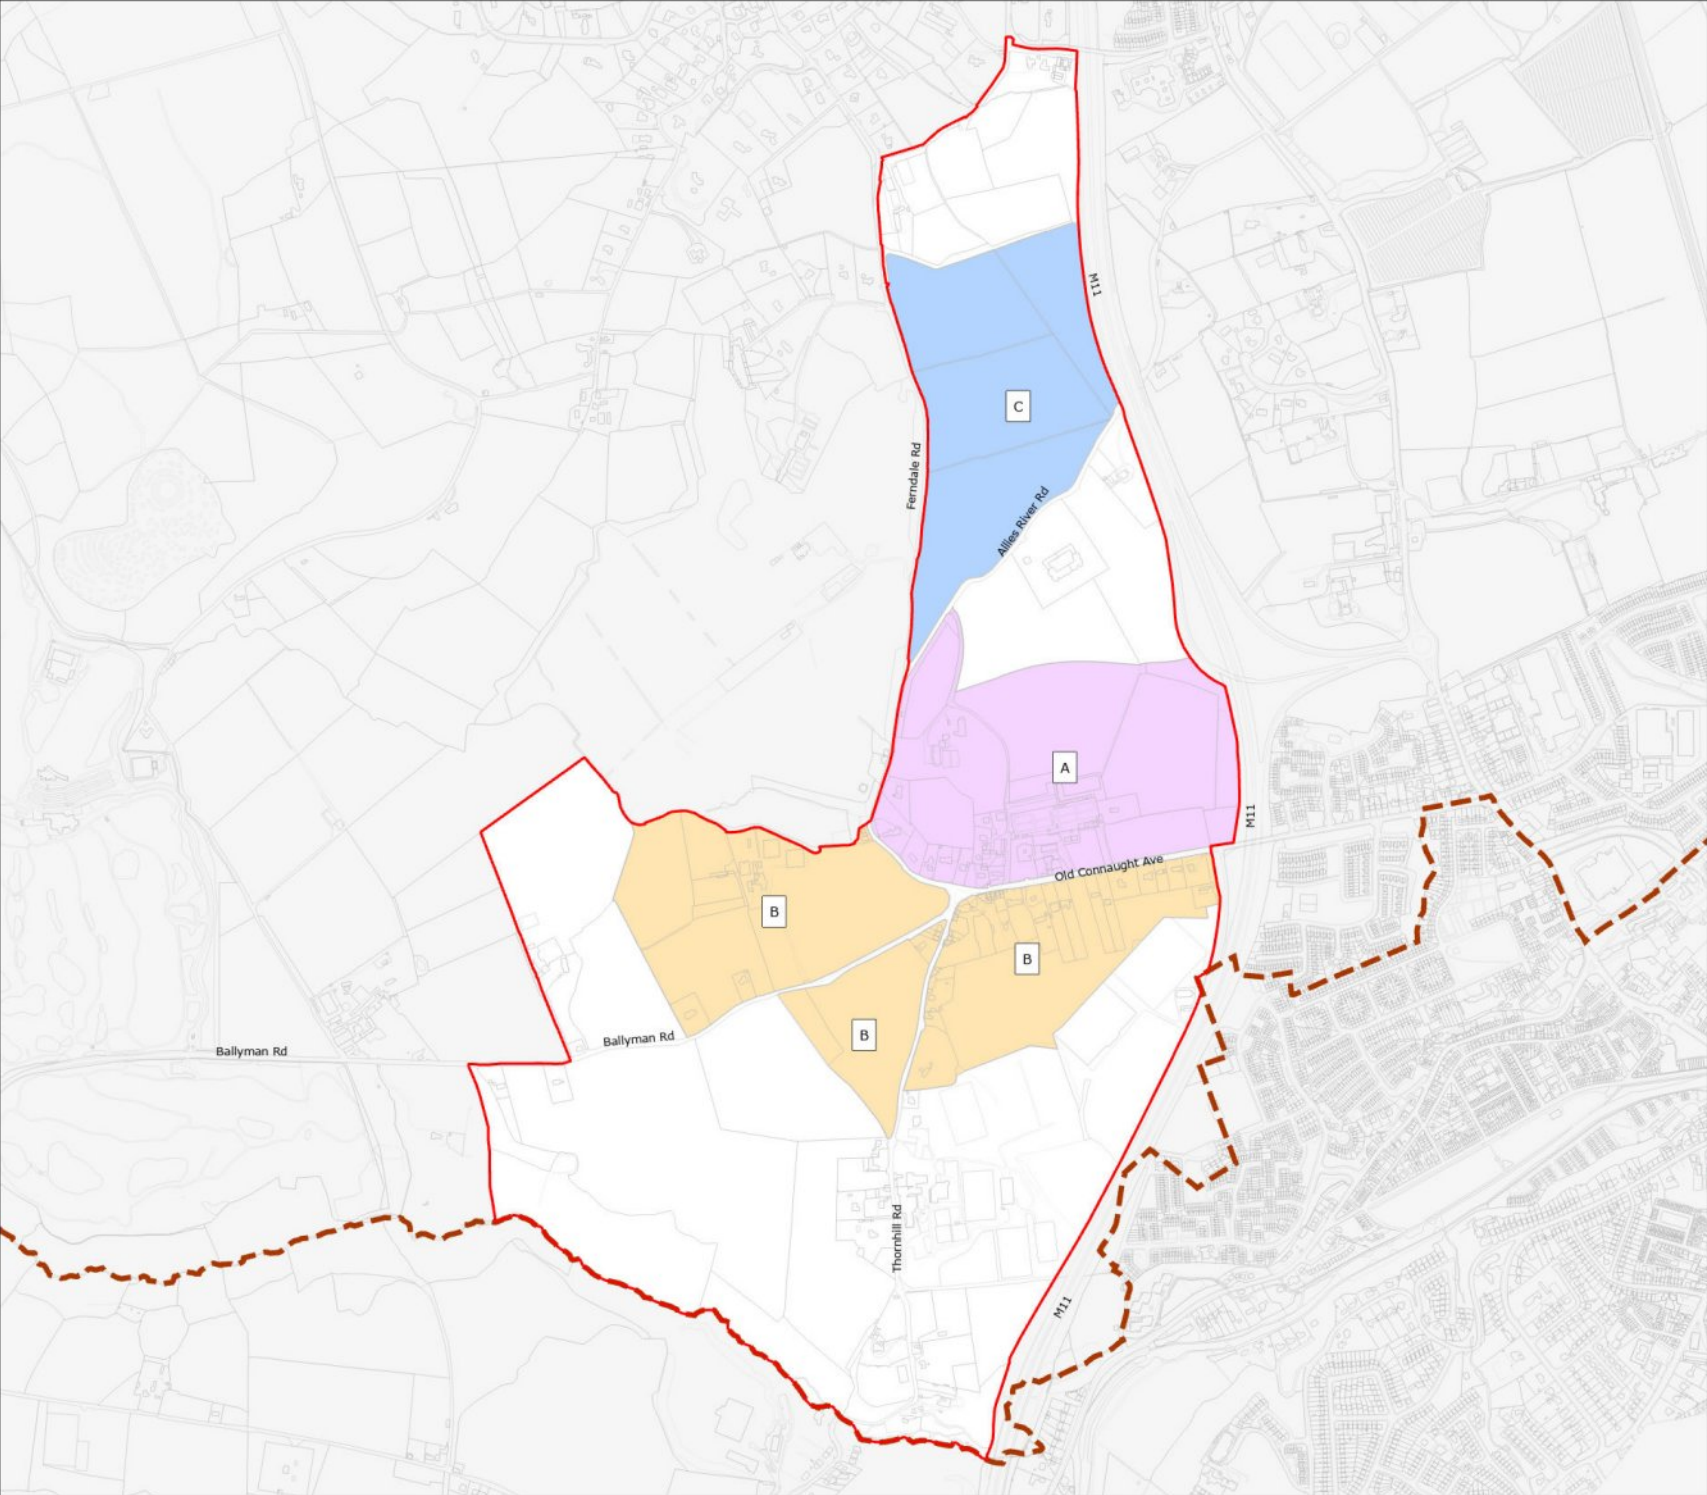 M11
C
Ferndale Rd
Allies River Rd
A
M11
Old Connaught Ave
B
B
B
Ballyman Rd
Ballyman Rd
Thornhill Rd
M11